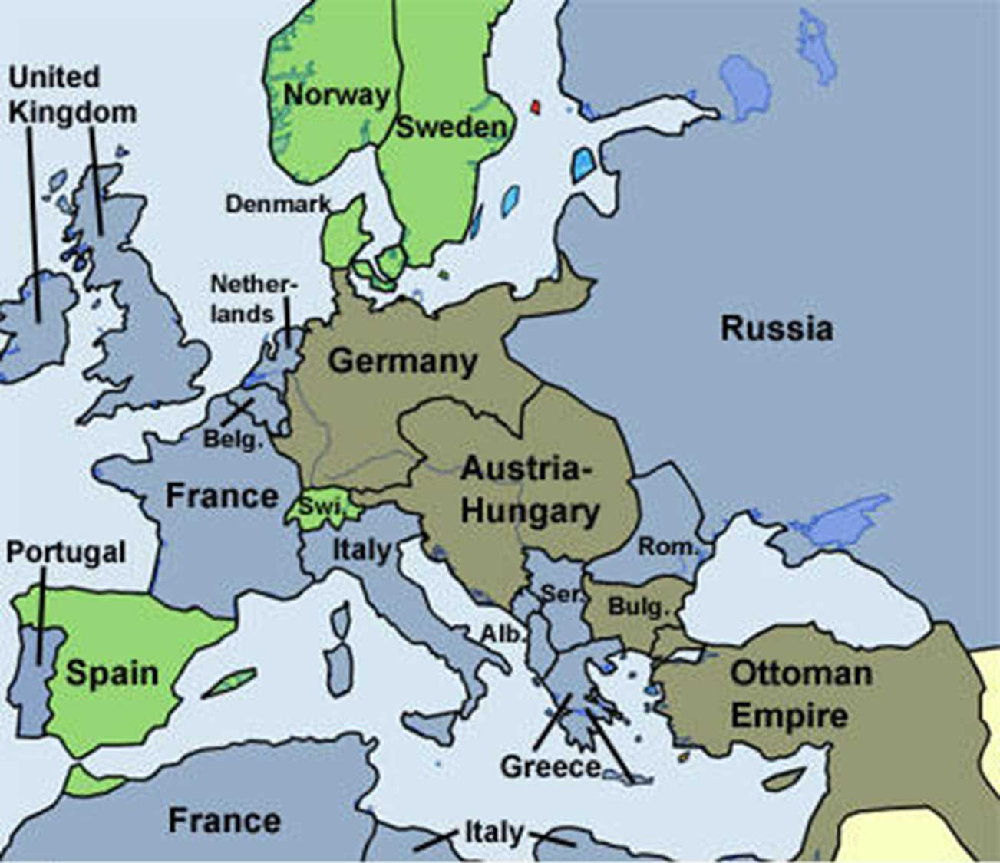 United
Kingdom
Norway
Sweden
Denmark
Nether-
lands
Russia
Germany
Belg.
Austria-
Hungary
France
Swi.
Portugal
Italy
Rom.
Ser.
Bulg.
Alb.
Spain
Ottoman
Empire
Greece
France
Italy